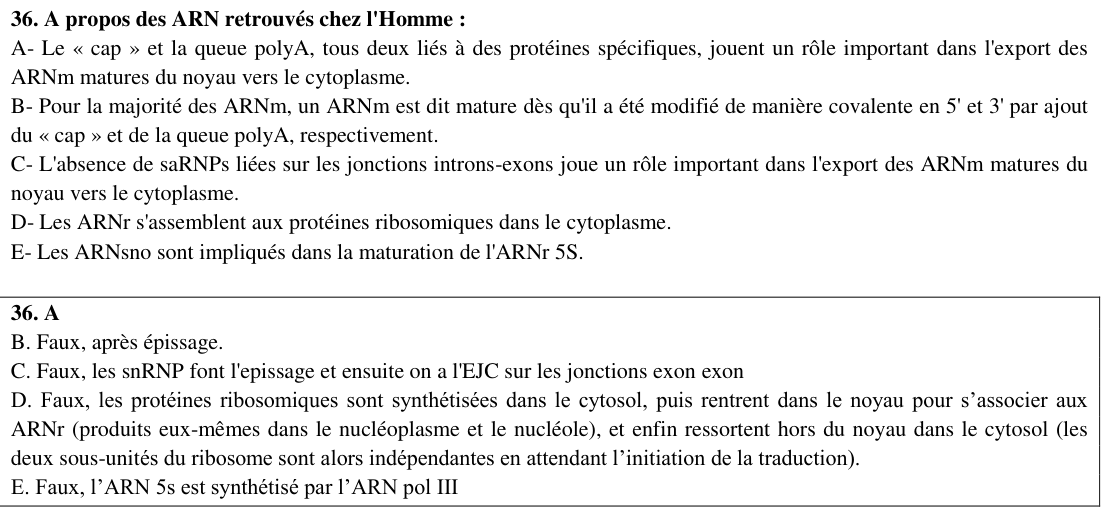 36. A propos des ARN retrouvés chez l'Homme :
A- Le « cap » et la queue polyA, tous deux liés à des protéines spécifiques, jouent un rôle important dans l'export des
ARNm matures du noyau vers le cytoplasme.
B- Pour la majorité des ARNm, un ARNm est dit mature dès qu'il a été modifié de manière covalente en 5' et 3' par ajout
du « cap » et de la queue polyA, respectivement.
C- L'absence de saRNPs liées sur les jonctions introns-exons joue un rôle important dans l'export des ARNm matures du
noyau vers le cytoplasme.
D- Les ARNr s'assemblent aux protéines ribosomiques dans le cytoplasme.
E- Les ARNsno sont impliqués dans la maturation de l'ARNr 5S.
36. A
B. Faux, après épissage.
C. Faux, les snRNP font l'epissage et ensuite on a l'EJC sur les jonctions exon exon
D. Faux, les protéines ribosomiques sont synthétisées dans le cytosol, puis rentrent dans le noyau pour s’associer aux
ARNr (produits eux-mêmes dans le nucléoplasme et le nucléole), et enfin ressortent hors du noyau dans le cytosol (les
deux sous-unités du ribosome sont alors indépendantes en attendant l’initiation de la traduction).
E. Faux, l’ARN 5s est synthétisé par l’ARN pol III